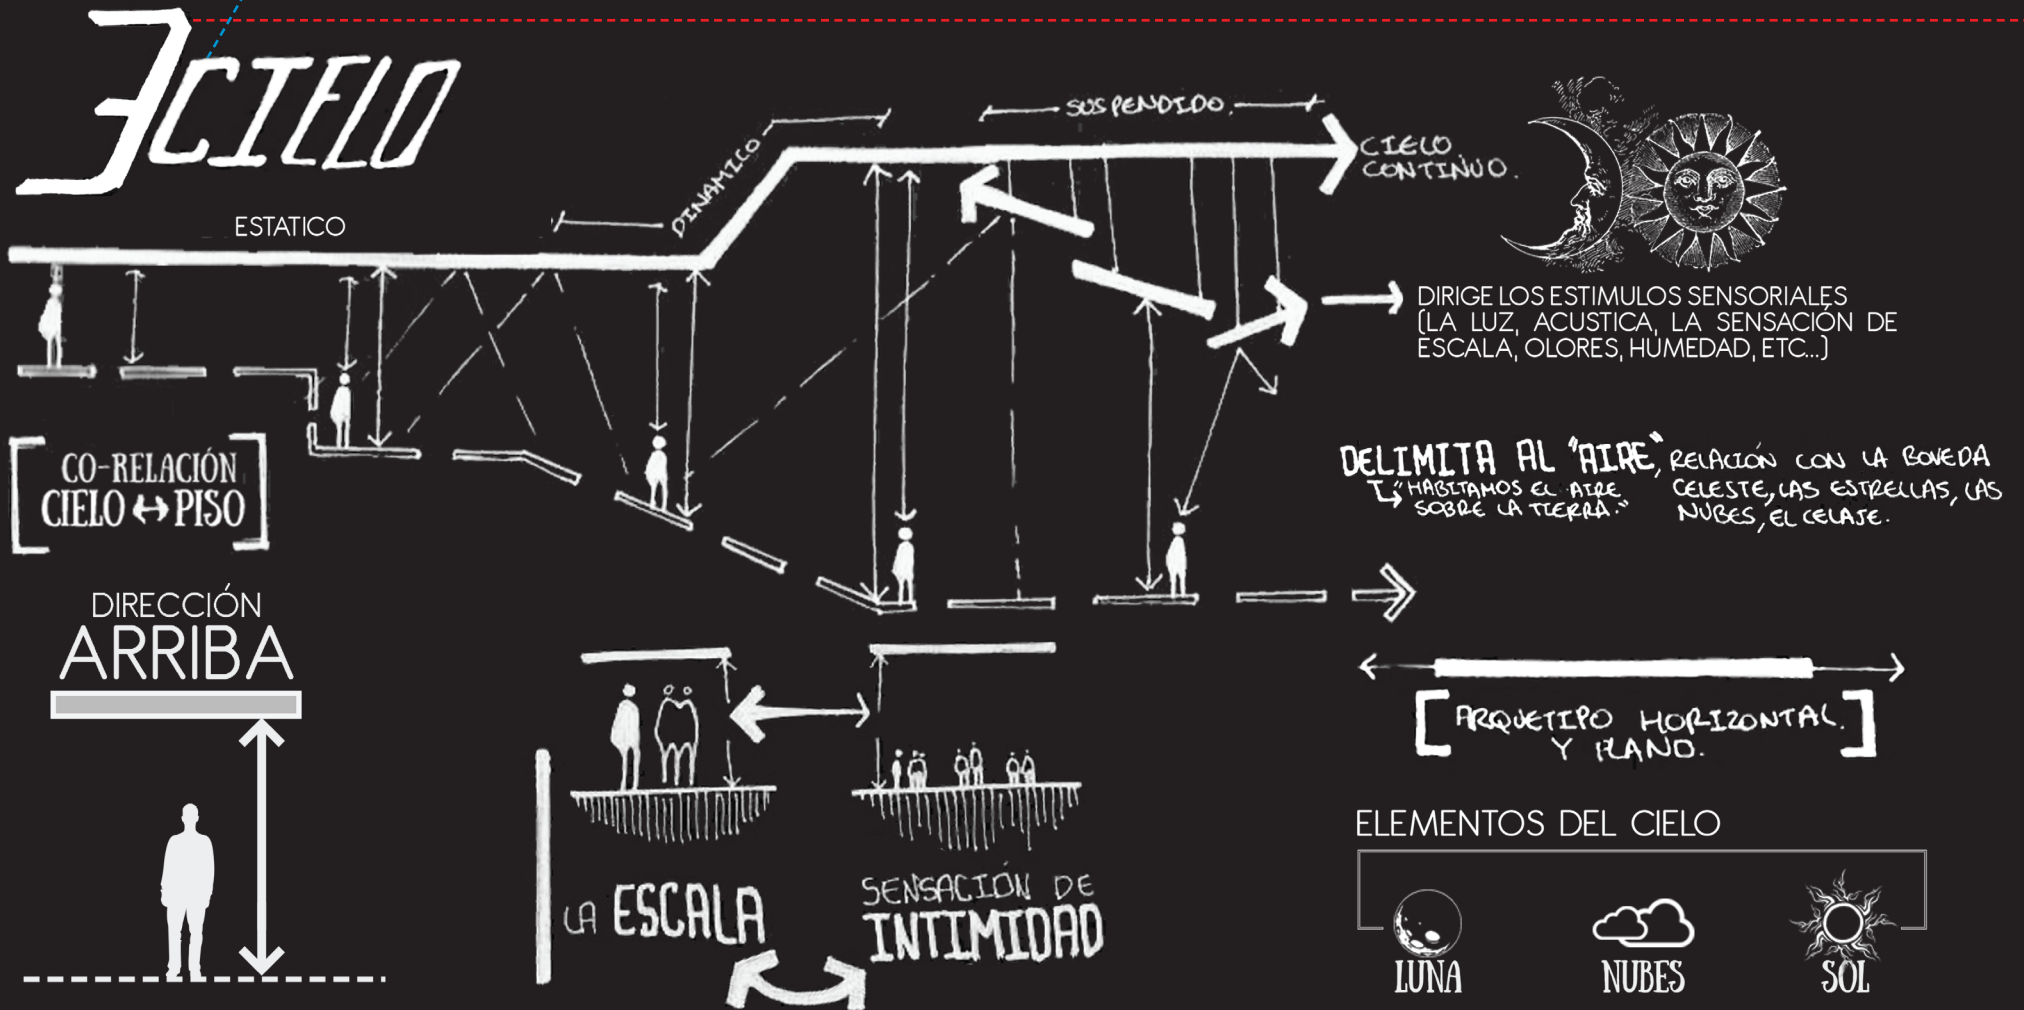 3 CIELO
ESTATICO
DINAMICO
SUSPENDIDO.
CIELO
CONTINUO.
DIRIGE LOS ESTIMULOS SENSORIALES
(LA LUZ, ACUSTICA, LA SENSACIÓN DE
ESCALA, OLORES, HUMEDAD, ETC...)
CO-RELACIÓN
CIELO ↔ PISO
DELIMITA AL "AIRE", RELACIÓN CON LA BOVEDA
CELESTE, LAS ESTRELLAS, LAS
NUBES, EL CELAJE.
"HABITAMOS EL AIRE
SOBRE LA TIERRA."
DIRECCIÓN
ARRIBA
ARQUETIPO HORIZONTAL.
Y PLANO.
LA ESCALA
SENSACIÓN DE
INTIMIDAD
ELEMENTOS DEL CIELO
LUNA
NUBES
SOL